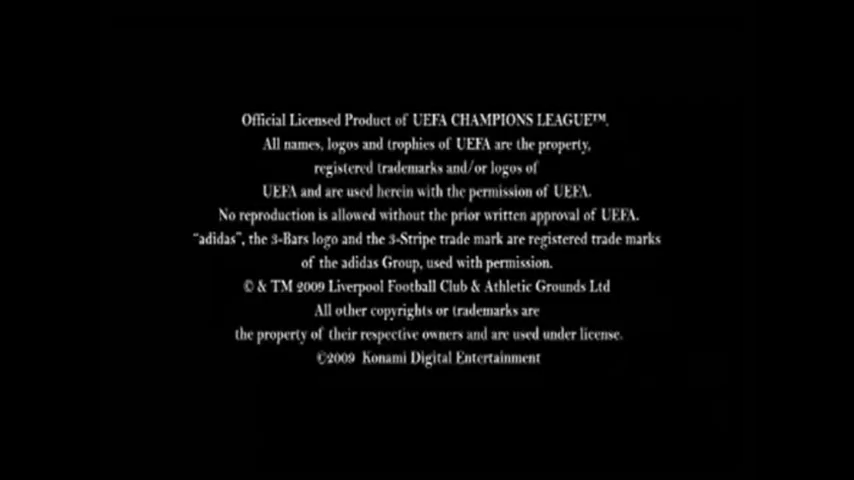 Official Licensed Product of UEFA CHAMPIONS LEAGUE™.
All names, logos and trophies of UEFA are the property,
registered trademarks and/or logos of
UEFA and are used herein with the permission of UEFA.
No reproduction is allowed without the prior written approval of UEFA.
“adidas”, the 3-Bars logo and the 3-Stripe trade mark are registered trade marks
of the adidas Group, used with permission.
© & TM 2009 Liverpool Football Club & Athletic Grounds Ltd
All other copyrights or trademarks are
the property of their respective owners and are used under license.
©2009 Konami Digital Entertainment